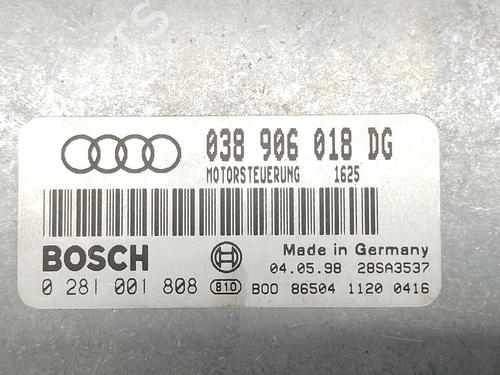 038 906 018 DG
MOTORSTEUERUNG 1625
BOSCH
Made in Germany
04.05.98 28SA3537
0 281 001 808 810 B00 86504 1120 0416